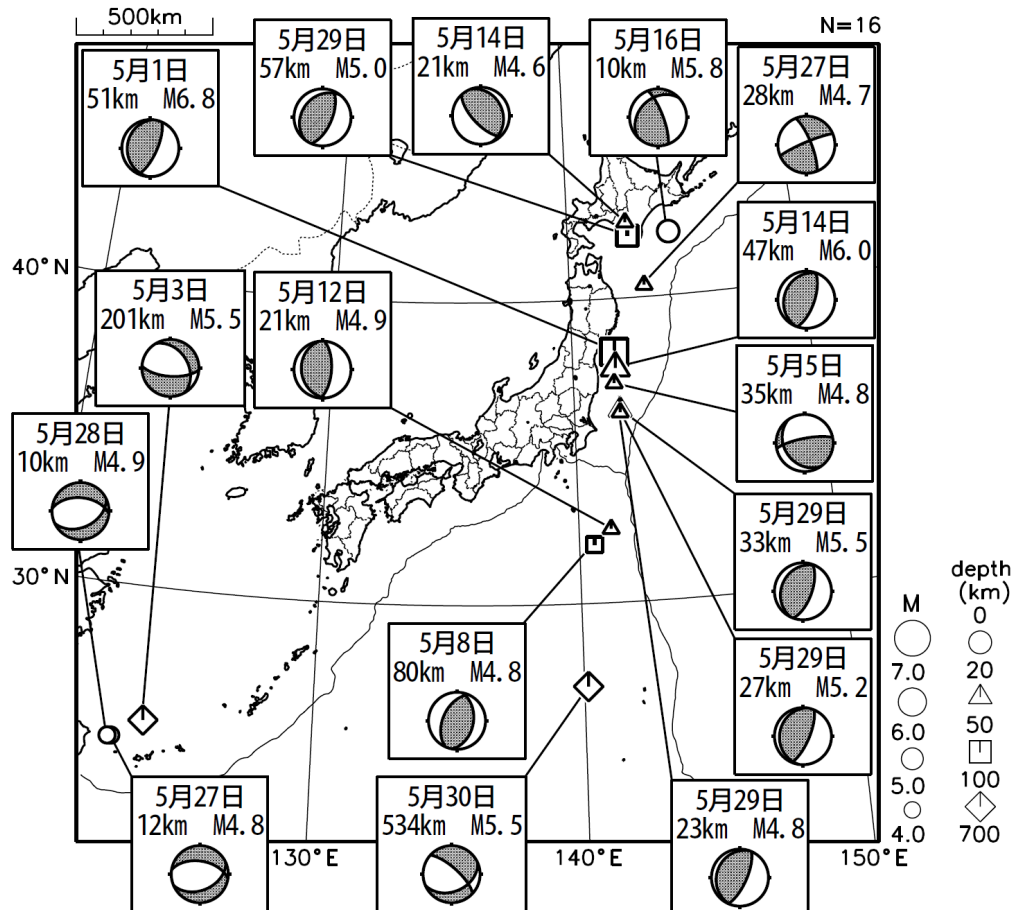 500km
N=16
5月1日
51km M6.8
5月29日
57km M5.0
5月14日
21km M4.6
5月16日
10km M5.8
5月27日
28km M4.7
5月14日
47km M6.0
40°N
5月3日
201km M5.5
5月12日
21km M4.9
5月5日
35km M4.8
5月28日
10km M4.9
5月29日
33km M5.5
30°N
5月8日
80km M4.8
5月29日
27km M5.2
5月27日
12km M4.8
5月30日
534km M5.5
5月29日
23km M4.8
130°E
140°E
150°E
M
7.0
6.0
5.0
4.0
depth
(km)
0
20
50
100
700